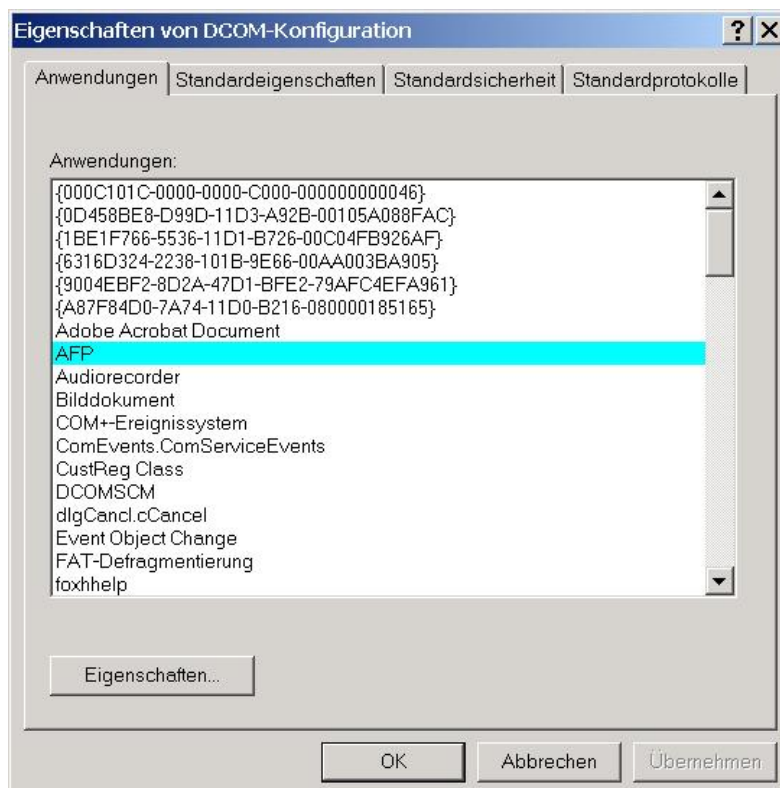 Eigenschaften von DCOM-Konfiguration
Anwendungen Standardeigenschaften Standardsicherheit Standardprotokolle
Anwendungen:
{000C101C-0000-0000-C000-000000000046}
{0D458BE8-D99D-11D3-A92B-00105A088FAC}
{1BE1F766-5536-11D1-B726-00C04FB926AF}
{6316D324-2238-101B-9E66-00AA003BA905}
{9004EBF2-8D2A-47D1-BFE2-79AFC4EFA961}
{A87F84D0-7A74-11D0-B216-080000185165}
Adobe Acrobat Document
AFP
Audiorecorder
Bilddokument
COM+-Ereignissystem
ComEvents.ComServiceEvents
CustReg Class
DCOMSCM
dlgCancl.cCancel
Event Object Change
FAT-Defragmentierung
foxhhelp
Eigenschaften...
OK Abbrechen Übernehmen